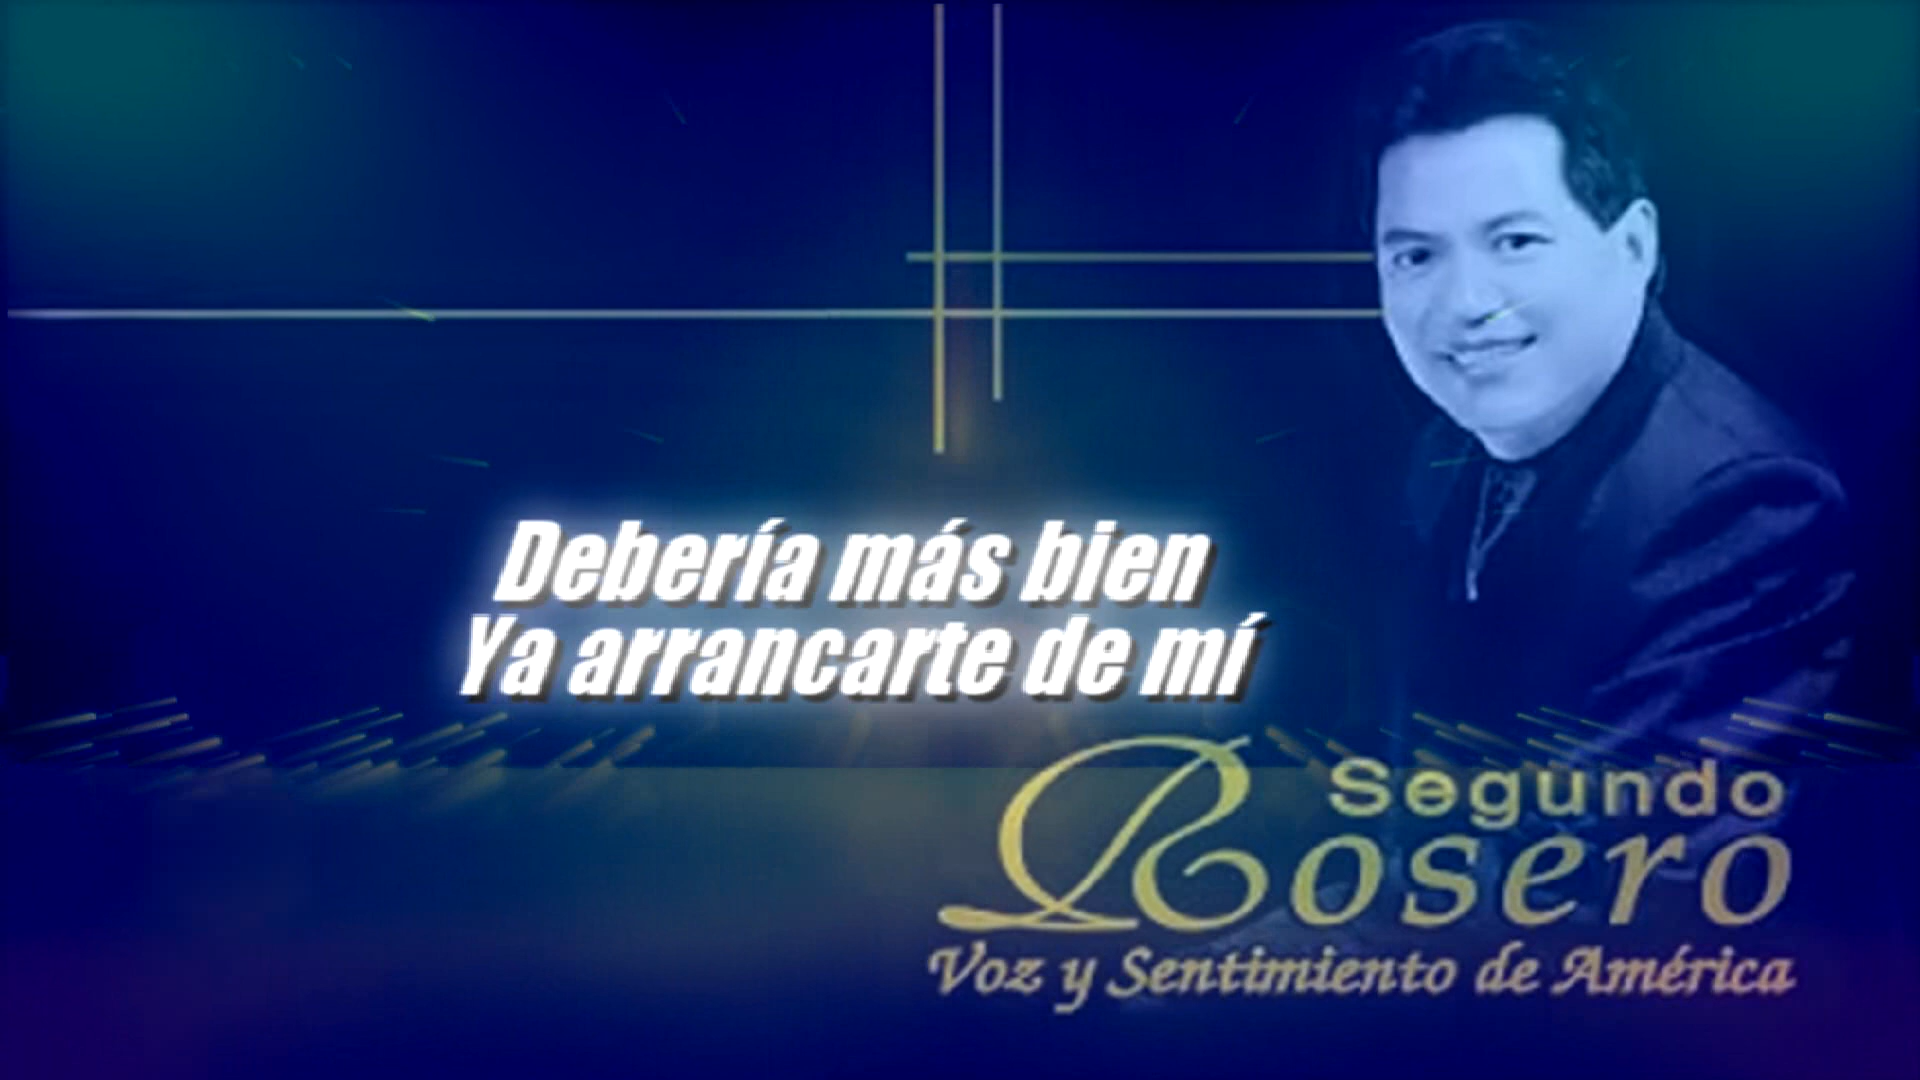 Debería más bien
Ya arrancarte de mí
Segundo
Rosero
Voz y Sentimiento de América